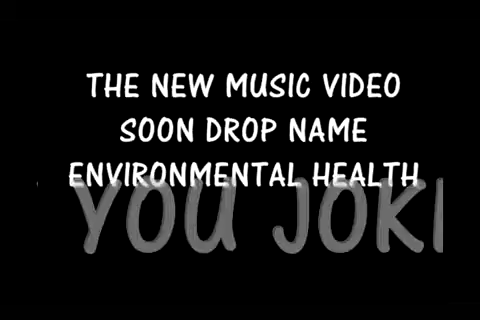 THE NEW MUSIC VIDEO
SOON DROP NAME
ENVIRONMENTAL HEALTH
YOU